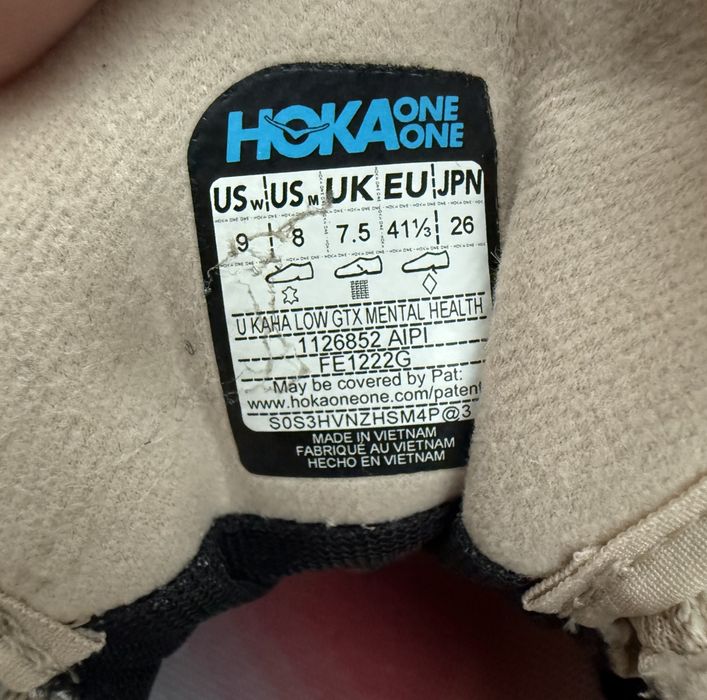 HOKA ONE ONE
US W US M UK EU JPN
9 8 7.5 41⅓ 26
U KAHA LOW GTX MENTAL HEALTH
1126852 AIPI
FE1222G
May be covered by Pat:
www.hokaoneone.com/patent
S0S3HVNZHSM4P@3
MADE IN VIETNAM
FABRIQUÉ AU VIETNAM
HECHO EN VIETNAM